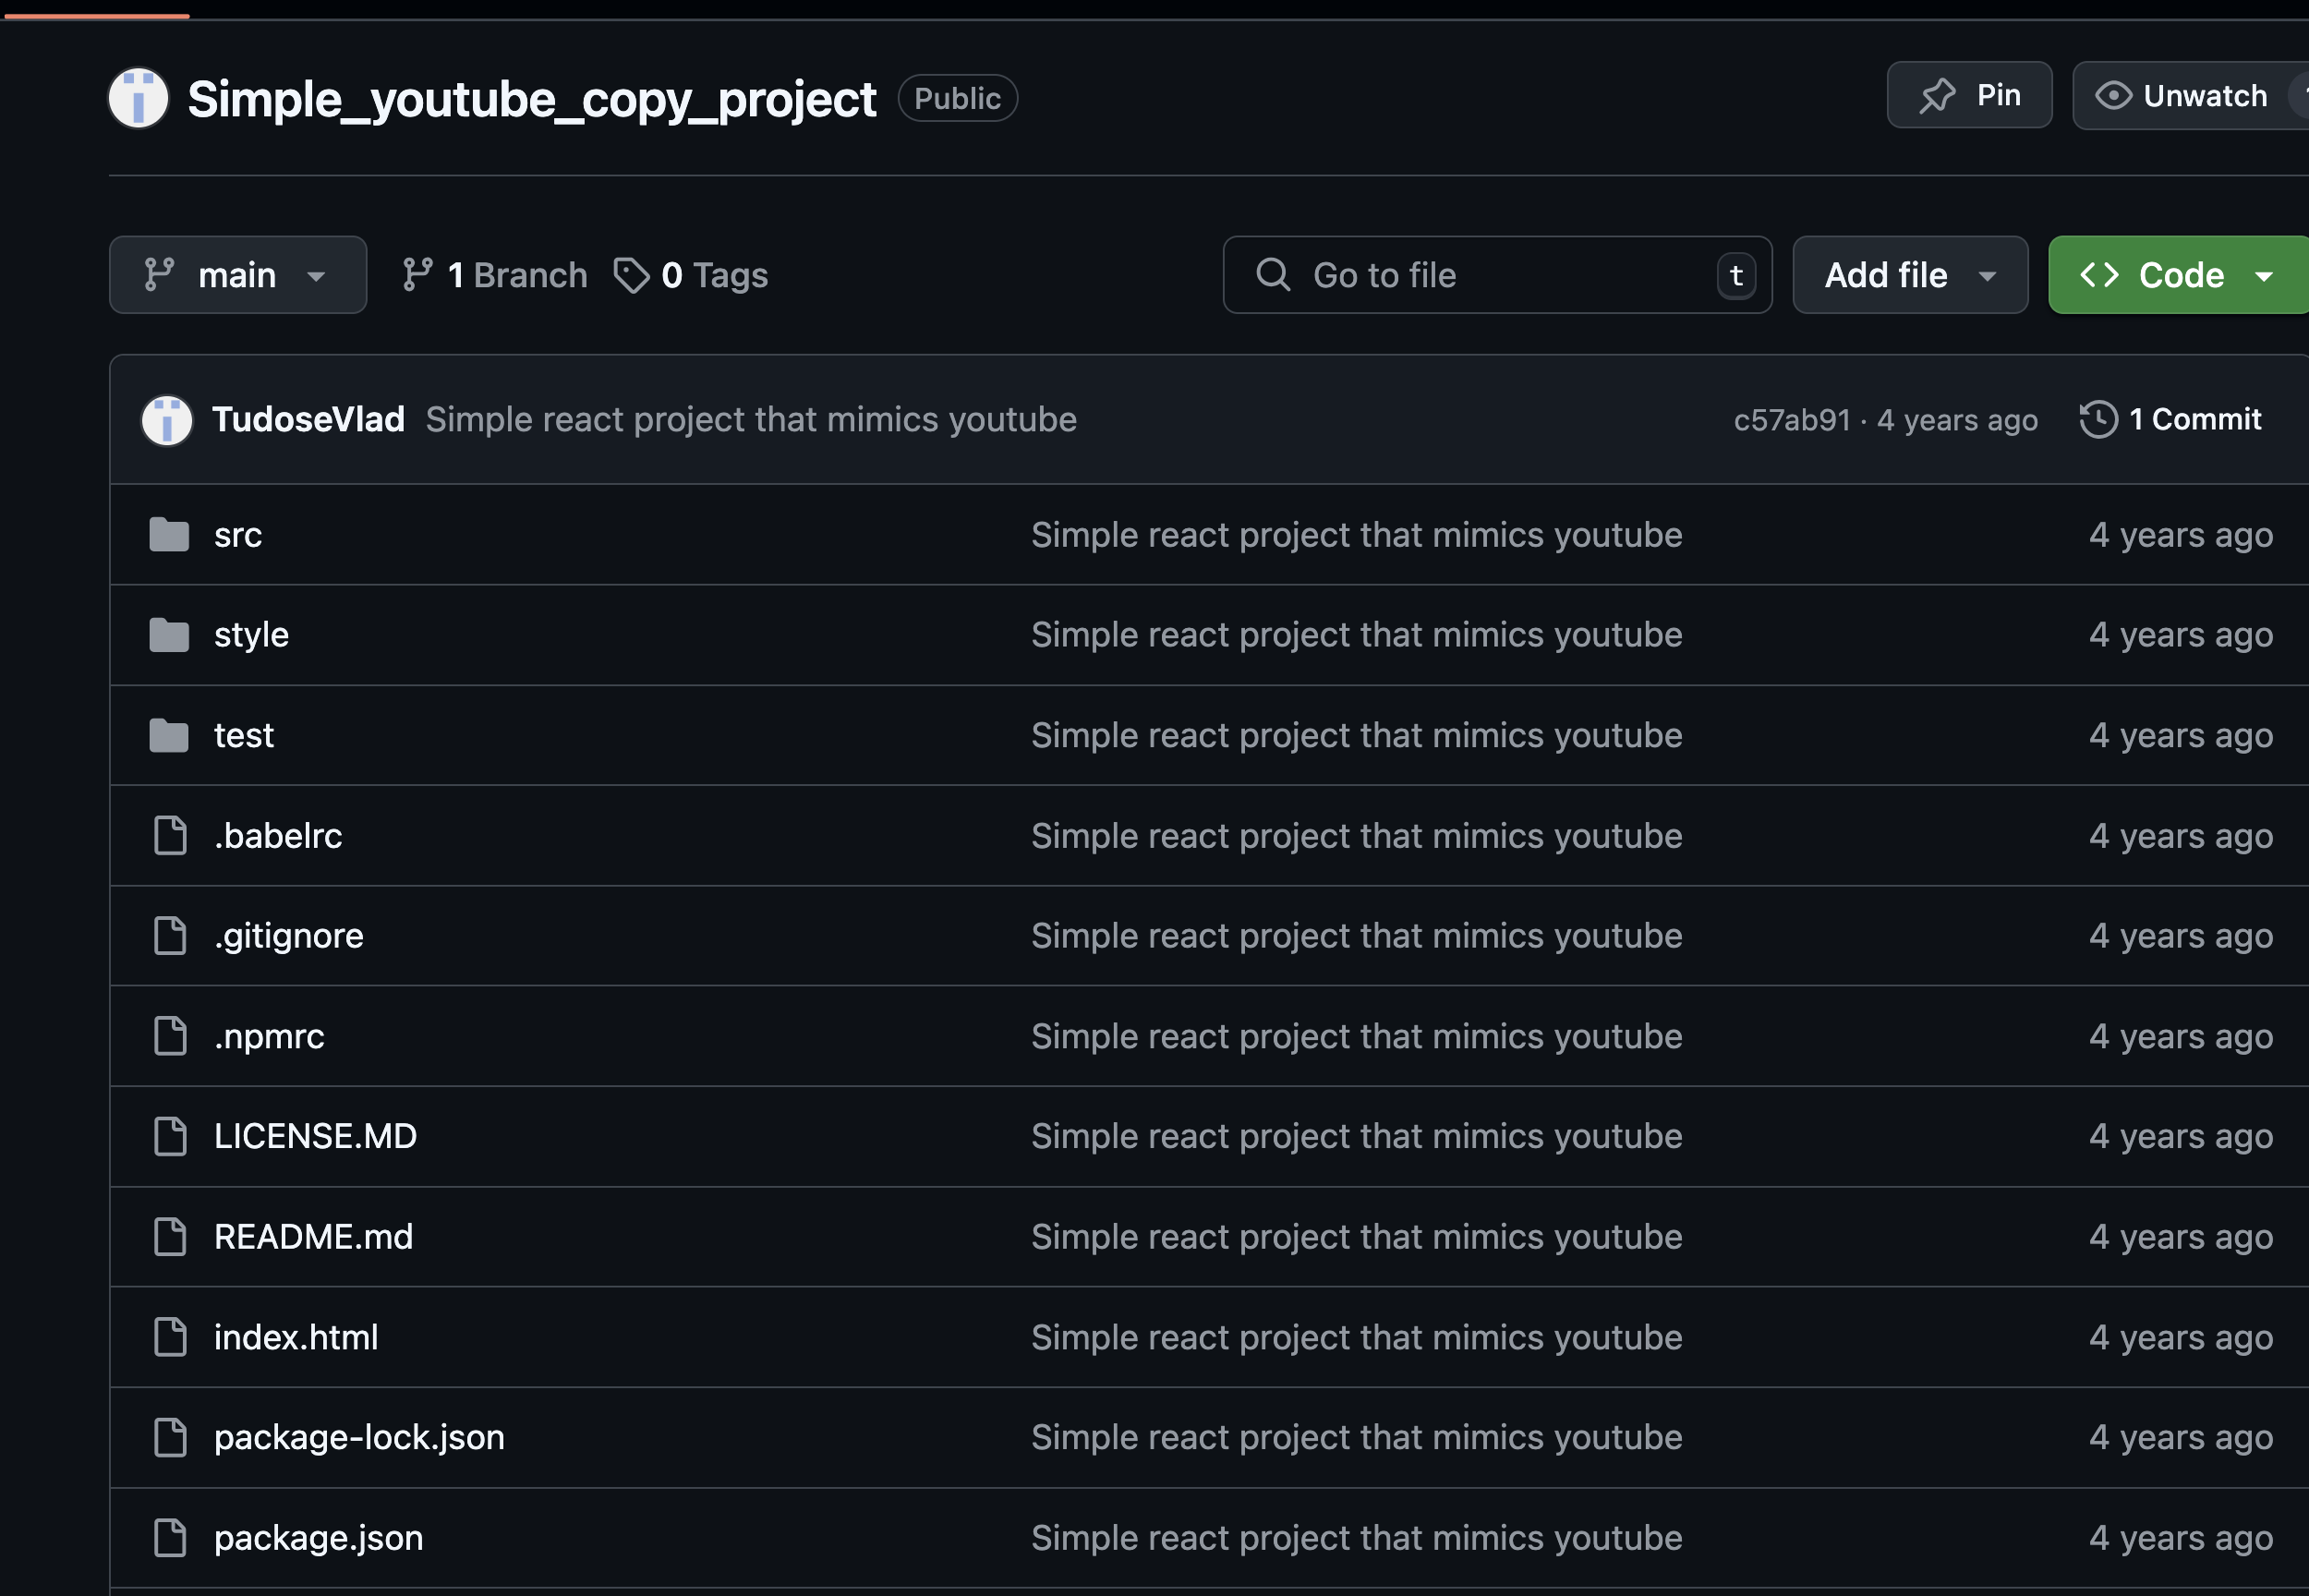 Simple_youtube_copy_project Public Pin Unwatch
main 1 Branch 0 Tags Go to file t Add file Code
TudoseVlad Simple react project that mimics youtube c57ab91 · 4 years ago 1 Commit
src Simple react project that mimics youtube 4 years ago
style Simple react project that mimics youtube 4 years ago
test Simple react project that mimics youtube 4 years ago
.babelrc Simple react project that mimics youtube 4 years ago
.gitignore Simple react project that mimics youtube 4 years ago
.npmrc Simple react project that mimics youtube 4 years ago
LICENSE.MD Simple react project that mimics youtube 4 years ago
README.md Simple react project that mimics youtube 4 years ago
index.html Simple react project that mimics youtube 4 years ago
package-lock.json Simple react project that mimics youtube 4 years ago
package.json Simple react project that mimics youtube 4 years ago